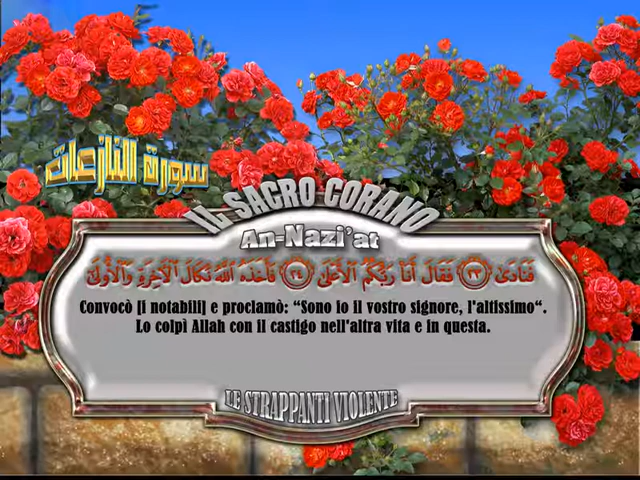 سورة النازعات
IL SACRO CORANO
An-Nazi'at
فَنَادَىٰ ﴿٢٣﴾ فَقَالَ أَنَا رَبُّكُمُ الْأَعْلَىٰ ﴿٢٤﴾ فَأَخَذَهُ اللَّهُ نَكَالَ الْآخِرَةِ وَالْأُولَىٰ
Convocò [i notabili] e proclamò: “Sono io il vostro signore, l'altissimo“.
Lo colpì Allah con il castigo nell'altra vita e in questa.
LE STRAPPANTI VIOLENTE